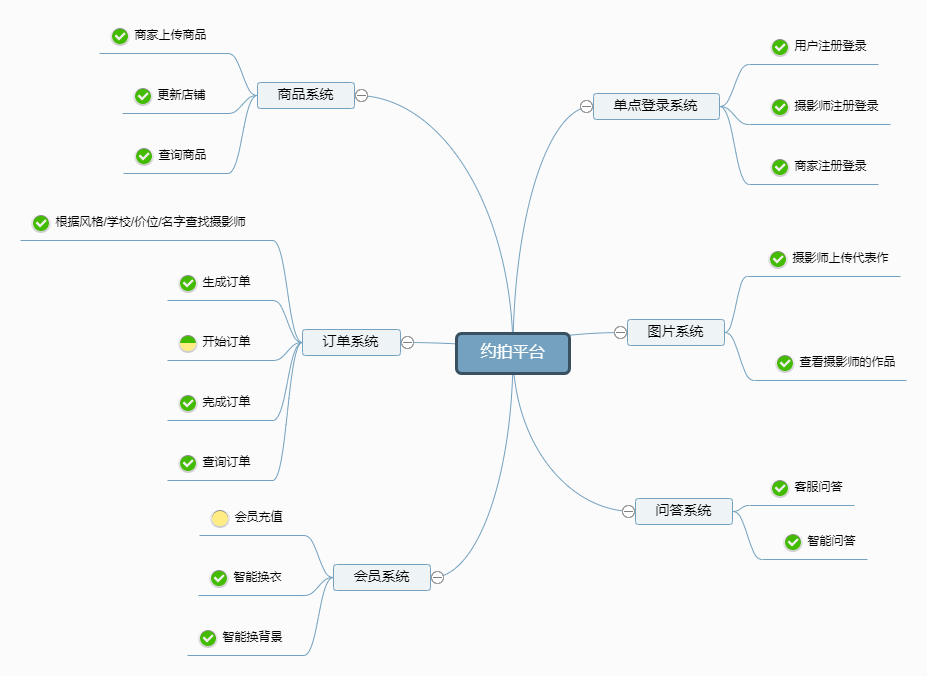 约拍平台
单点登录系统
用户注册登录
摄影师注册登录
商家注册登录
图片系统
摄影师上传代表作
查看摄影师的作品
问答系统
客服问答
智能问答
商品系统
商家上传商品
更新店铺
查询商品
订单系统
根据风格/学校/价位/名字查找摄影师
生成订单
开始订单
完成订单
查询订单
会员系统
会员充值
智能换衣
智能换背景